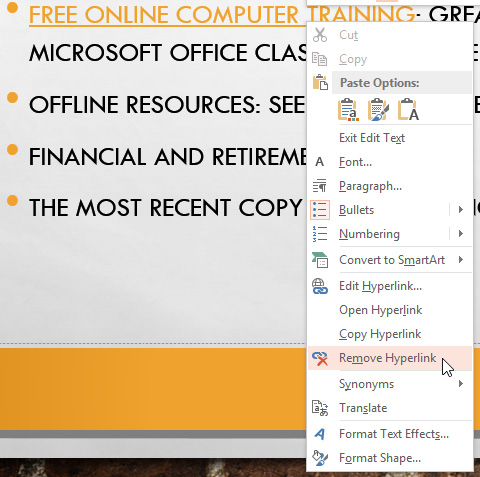 FREE ONLINE COMPUTER TRAINING: GREA
MICROSOFT OFFICE CLAS
OFFLINE RESOURCES: SEE
FINANCIAL AND RETIREME
THE MOST RECENT COPY
Cut
Copy
Paste Options:
Exit Edit Text
Font...
Paragraph...
Bullets
Numbering
Convert to SmartArt
Edit Hyperlink...
Open Hyperlink
Copy Hyperlink
Remove Hyperlink
Synonyms
Translate
Format Text Effects...
Format Shape...